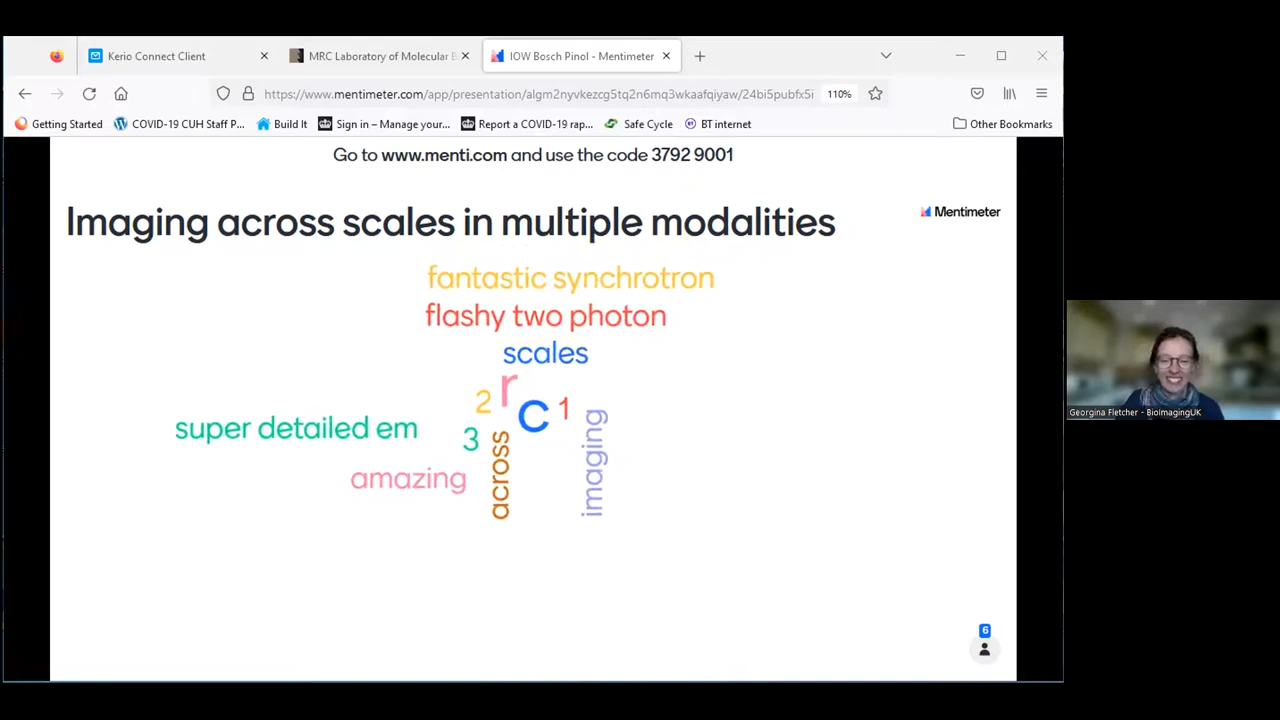 Kerio Connect Client
MRC Laboratory of Molecular B
IOW Bosch Pinol - Mentimeter
https://www.mentimeter.com/app/presentation/algm2nyvkezcg5tq2n6mq3wkaafqiyaw/24bi5pubfx5i
110%
Getting Started
COVID-19 CUH Staff P...
Build It
Sign in – Manage your...
Report a COVID-19 rap...
Safe Cycle
BT internet
Other Bookmarks
Go to www.menti.com and use the code 3792 9001
Imaging across scales in multiple modalities
Mentimeter
fantastic synchrotron
flashy two photon
scales
r
2
c
1
super detailed em
3
imaging
across
amazing
Georgina Fletcher - BioImagingUK
6